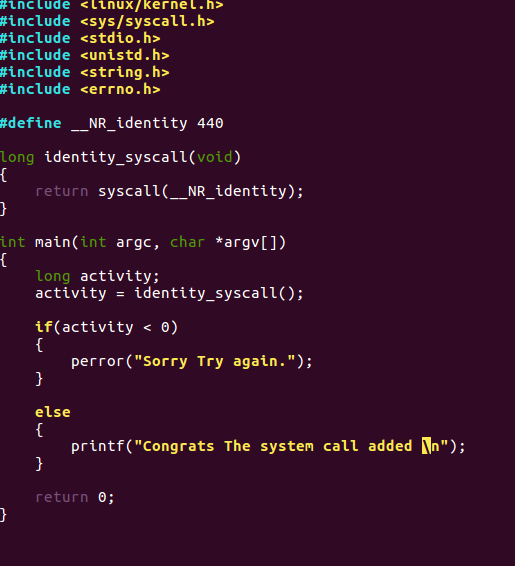 #include <linux/kernel.h>
#include <sys/syscall.h>
#include <stdio.h>
#include <unistd.h>
#include <string.h>
#include <errno.h>

#define __NR_identity 440

long identity_syscall(void)
{
    return syscall(__NR_identity);
}

int main(int argc, char *argv[])
{
    long activity;
    activity = identity_syscall();

    if(activity < 0)
    {
        perror("Sorry Try again.");
    }

    else
    {
        printf("Congrats The system call added \n");
    }

    return 0;
}